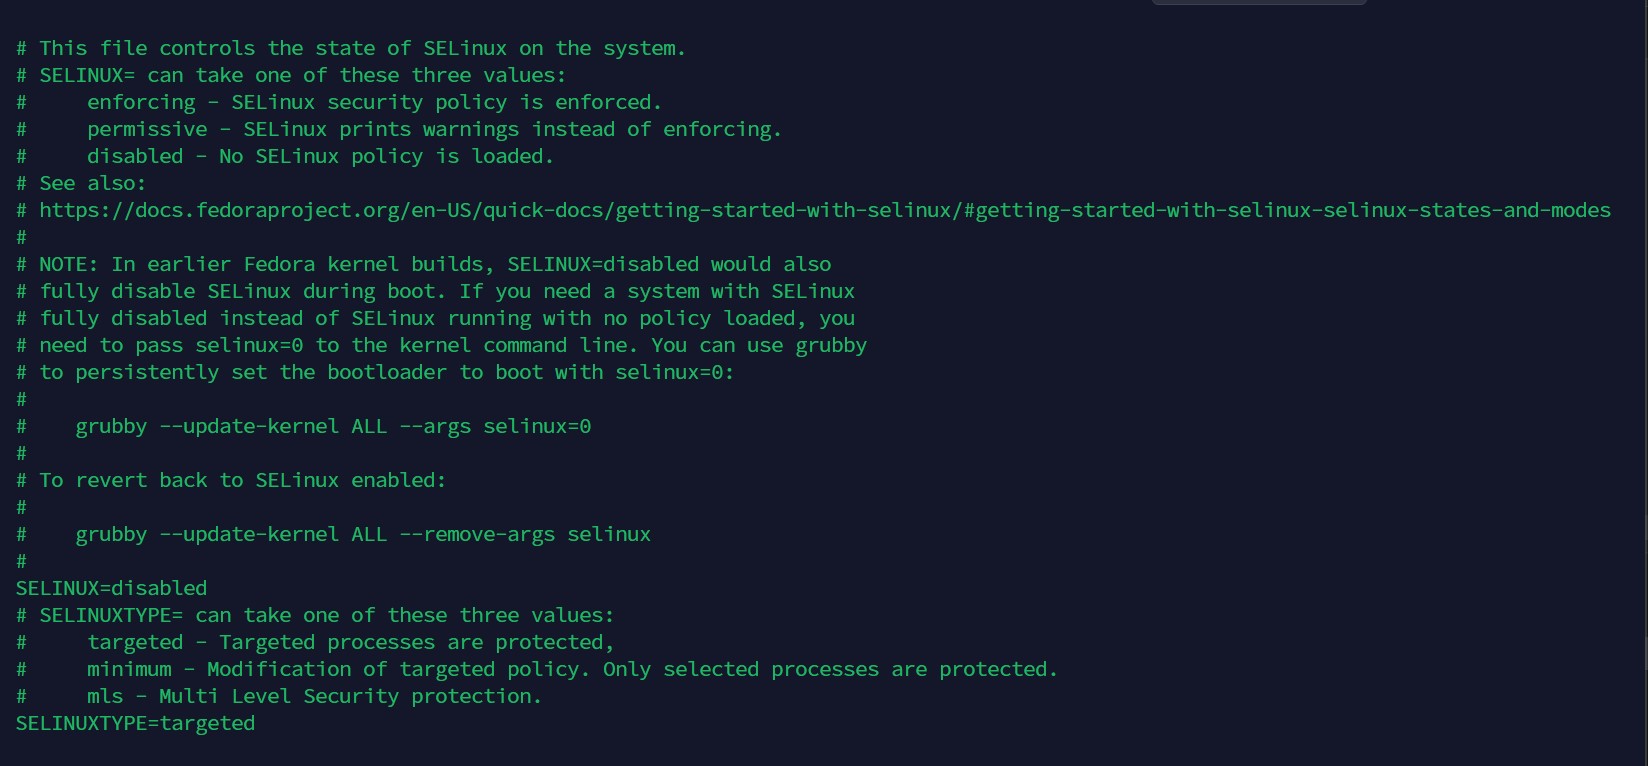 # This file controls the state of SELinux on the system.
# SELINUX= can take one of these three values:
#     enforcing - SELinux security policy is enforced.
#     permissive - SELinux prints warnings instead of enforcing.
#     disabled - No SELinux policy is loaded.
# See also:
# https://docs.fedoraproject.org/en-US/quick-docs/getting-started-with-selinux/#getting-started-with-selinux-selinux-states-and-modes
#
# NOTE: In earlier Fedora kernel builds, SELINUX=disabled would also
# fully disable SELinux during boot. If you need a system with SELinux
# fully disabled instead of SELinux running with no policy loaded, you
# need to pass selinux=0 to the kernel command line. You can use grubby
# to persistently set the bootloader to boot with selinux=0:
#
#    grubby --update-kernel ALL --args selinux=0
#
# To revert back to SELinux enabled:
#
#    grubby --update-kernel ALL --remove-args selinux
#
SELINUX=disabled
# SELINUXTYPE= can take one of these three values:
#     targeted - Targeted processes are protected,
#     minimum - Modification of targeted policy. Only selected processes are protected.
#     mls - Multi Level Security protection.
SELINUXTYPE=targeted